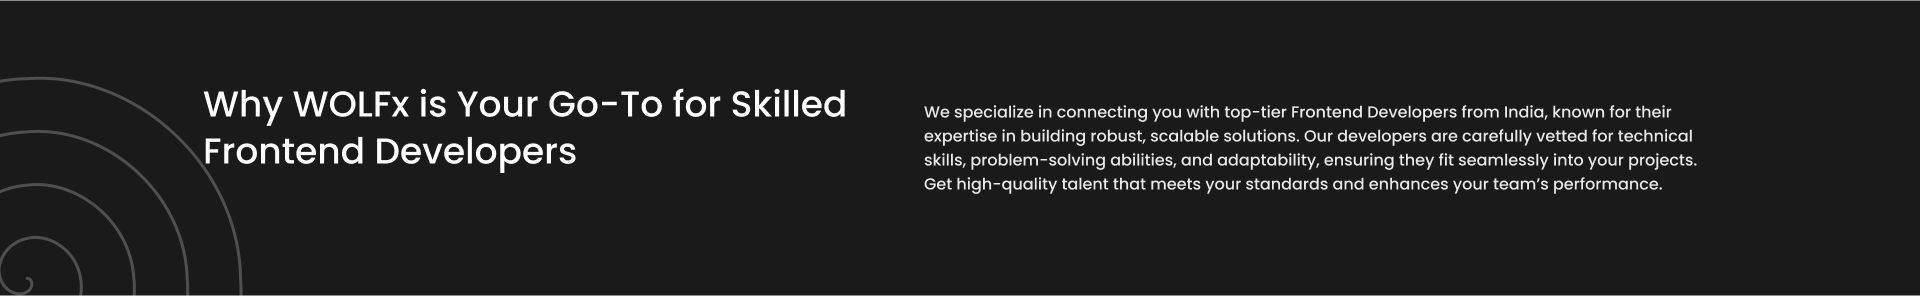 Why WOLFx is Your Go-To for Skilled
Frontend Developers
We specialize in connecting you with top-tier Frontend Developers from India, known for their
expertise in building robust, scalable solutions. Our developers are carefully vetted for technical
skills, problem-solving abilities, and adaptability, ensuring they fit seamlessly into your projects.
Get high-quality talent that meets your standards and enhances your team’s performance.